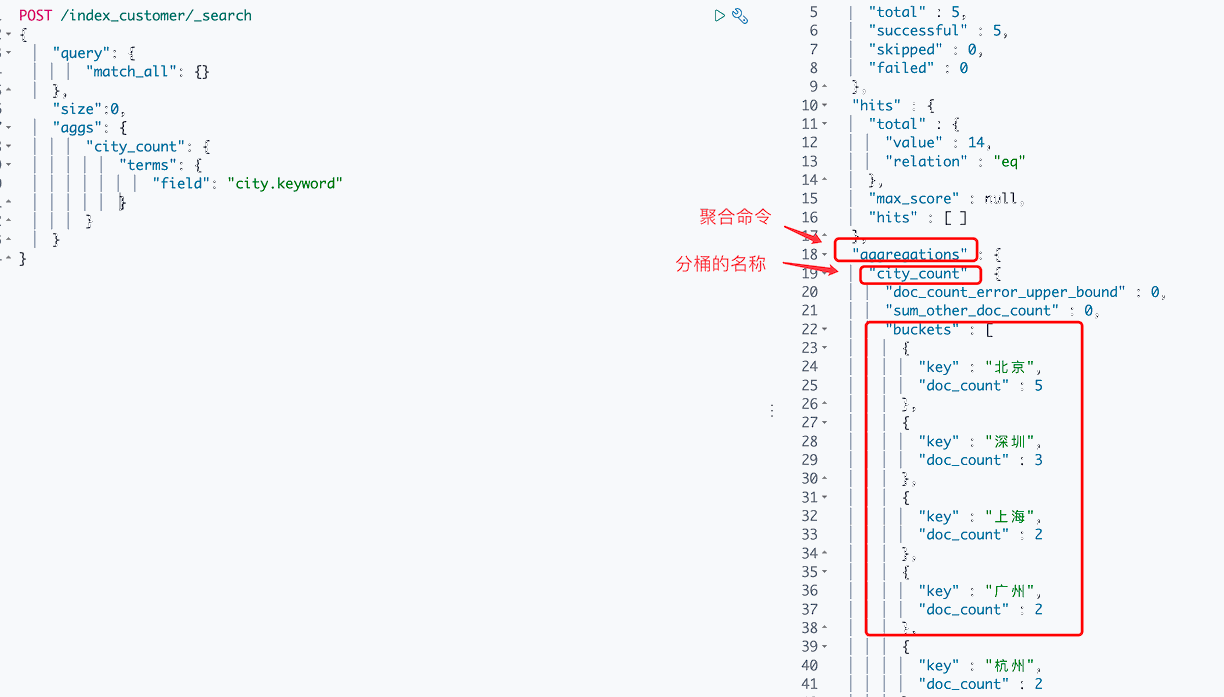 POST /index_customer/_search
{
"query": {
"match_all": {}
},
"size":0,
"aggs": {
"city_count": {
"terms": {
"field": "city.keyword"
}
}
}
}
聚合命令
分桶的名称
5 "total" : 5,
6 "successful" : 5,
7 "skipped" : 0,
8 "failed" : 0
9 },
10 "hits" : {
11 "total" : {
12 "value" : 14,
13 "relation" : "eq"
14 },
15 "max_score" : null,
16 "hits" : [ ]
17 },
18 "aggregations" : {
19 "city_count" : {
20 "doc_count_error_upper_bound" : 0,
21 "sum_other_doc_count" : 0,
22 "buckets" : [
23 {
24 "key" : "北京",
25 "doc_count" : 5
26 },
27 {
28 "key" : "深圳",
29 "doc_count" : 3
30 },
31 {
32 "key" : "上海",
33 "doc_count" : 2
34 },
35 {
36 "key" : "广州",
37 "doc_count" : 2
38 },
39 {
40 "key" : "杭州",
41 "doc_count" : 2